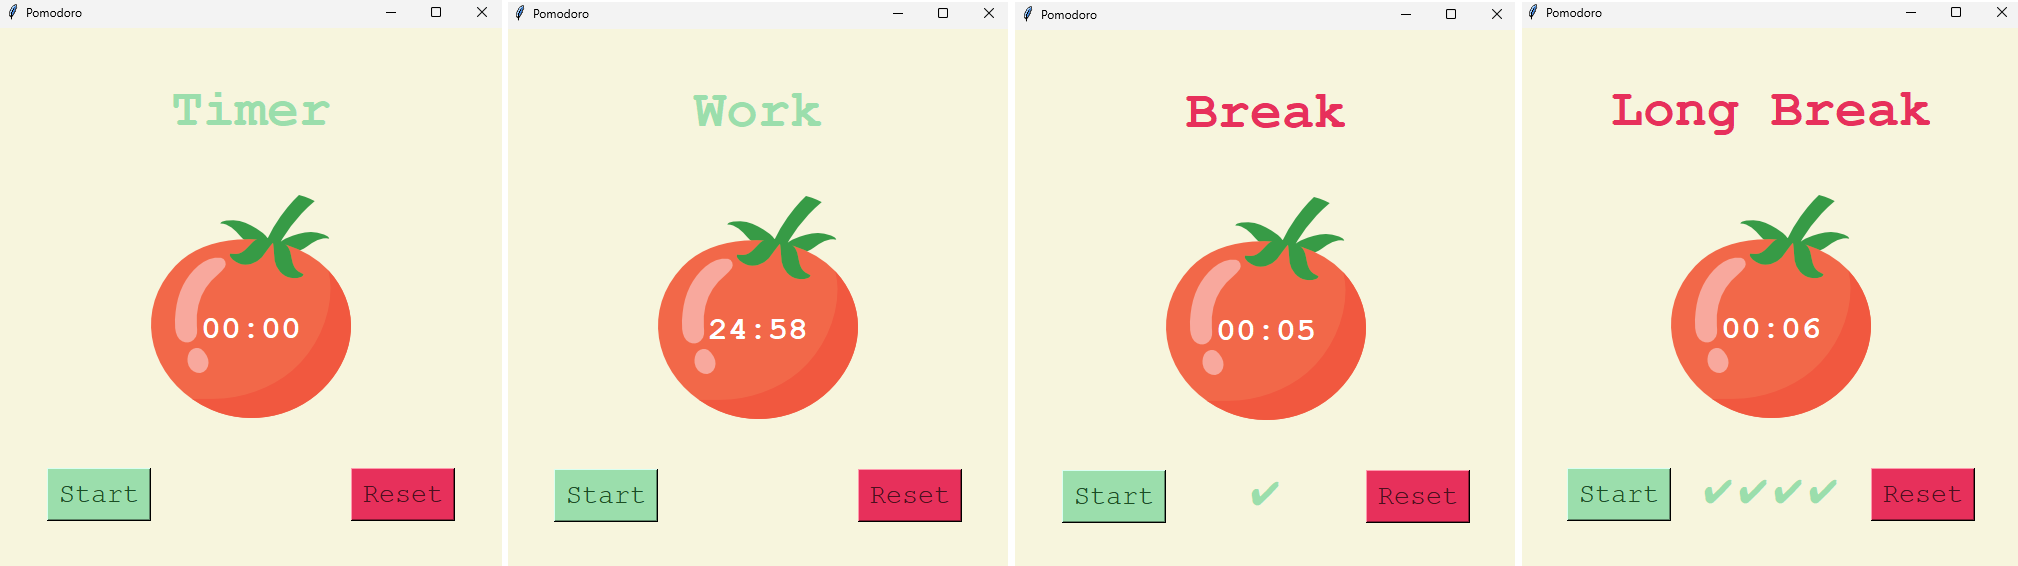 Pomodoro
Timer
00:00
Start
Reset
Pomodoro
Work
24:58
Start
Reset
Pomodoro
Break
00:05
Start ✔ Reset
Pomodoro
Long Break
00:06
Start ✔✔✔✔ Reset